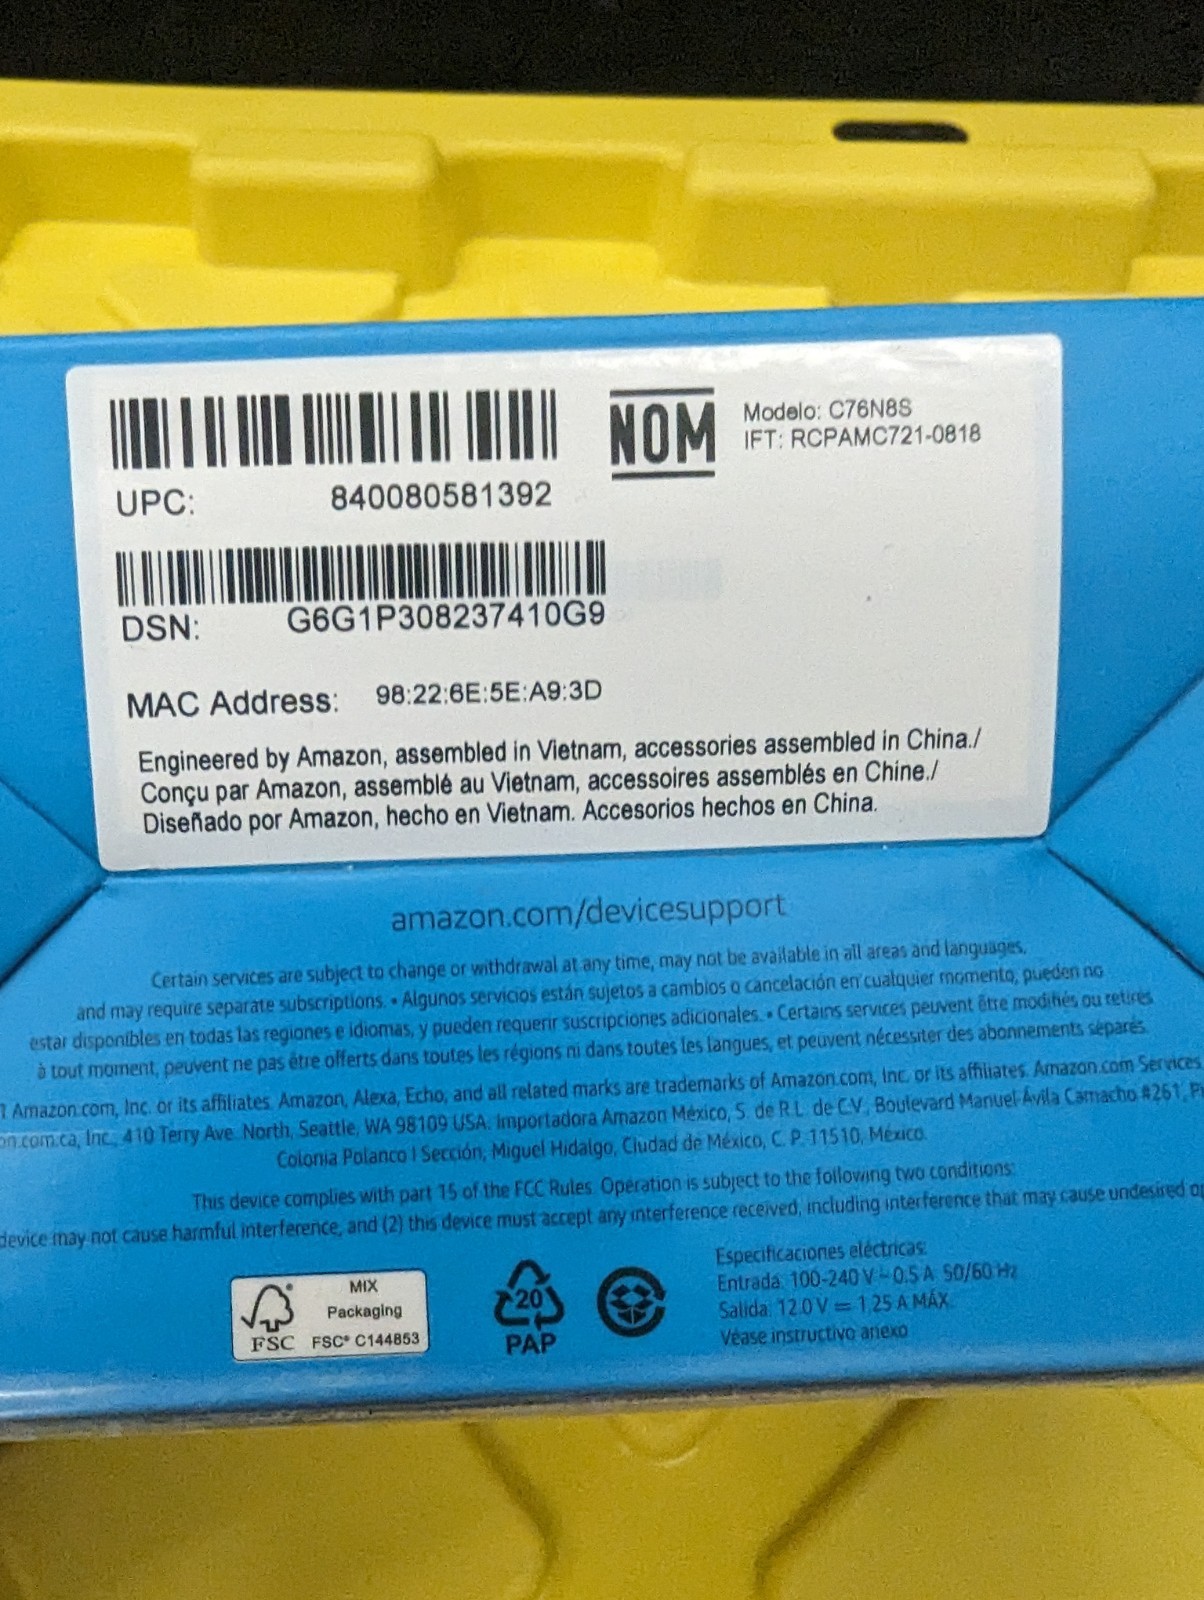 UPC: 840080581392
NOM
Modelo: C76N8S
IFT: RCPAMC721-0818
DSN: G6G1P308237410G9
MAC Address: 98:22:6E:5E:A9:3D
Engineered by Amazon, assembled in Vietnam, accessories assembled in China./
Conçu par Amazon, assemblé au Vietnam, accessoires assemblés en Chine./
Diseñado por Amazon, hecho en Vietnam. Accesorios hechos en China.
amazon.com/devicesupport
Certain services are subject to change or withdrawal at any time, may not be available in all areas and languages,
and may require separate subscriptions. • Algunos servicios están sujetos a cambios o cancelación en cualquier momento, pueden no
estar disponibles en todas las regiones e idiomas, y pueden requerir suscripciones adicionales. • Certains services peuvent être modifiés ou retirés
à tout moment, peuvent ne pas être offerts dans toutes les régions ni dans toutes les langues, et peuvent nécessiter des abonnements séparés.
Amazon.com, Inc. or its affiliates. Amazon, Alexa, Echo, and all related marks are trademarks of Amazon.com, Inc. or its affiliates. Amazon.com Services
on.com.ca, Inc., 410 Terry Ave. North, Seattle, WA 98109 USA. Importadora Amazon México, S. de R.L. de C.V., Boulevard Manuel Ávila Camacho #261,
Colonia Polanco I Sección, Miguel Hidalgo, Ciudad de México, C. P. 11510, México.
This device complies with part 15 of the FCC Rules. Operation is subject to the following two conditions:
device may not cause harmful interference, and (2) this device must accept any interference received, including interference that may cause undesired
MIX
Packaging
FSC FSC® C144853
20
PAP
Especificaciones eléctricas:
Entrada: 100-240 V ~ 0.5 A 50/60 Hz
Salida: 12.0 V ⎓ 1.25 A MÁX.
Véase instructivo anexo